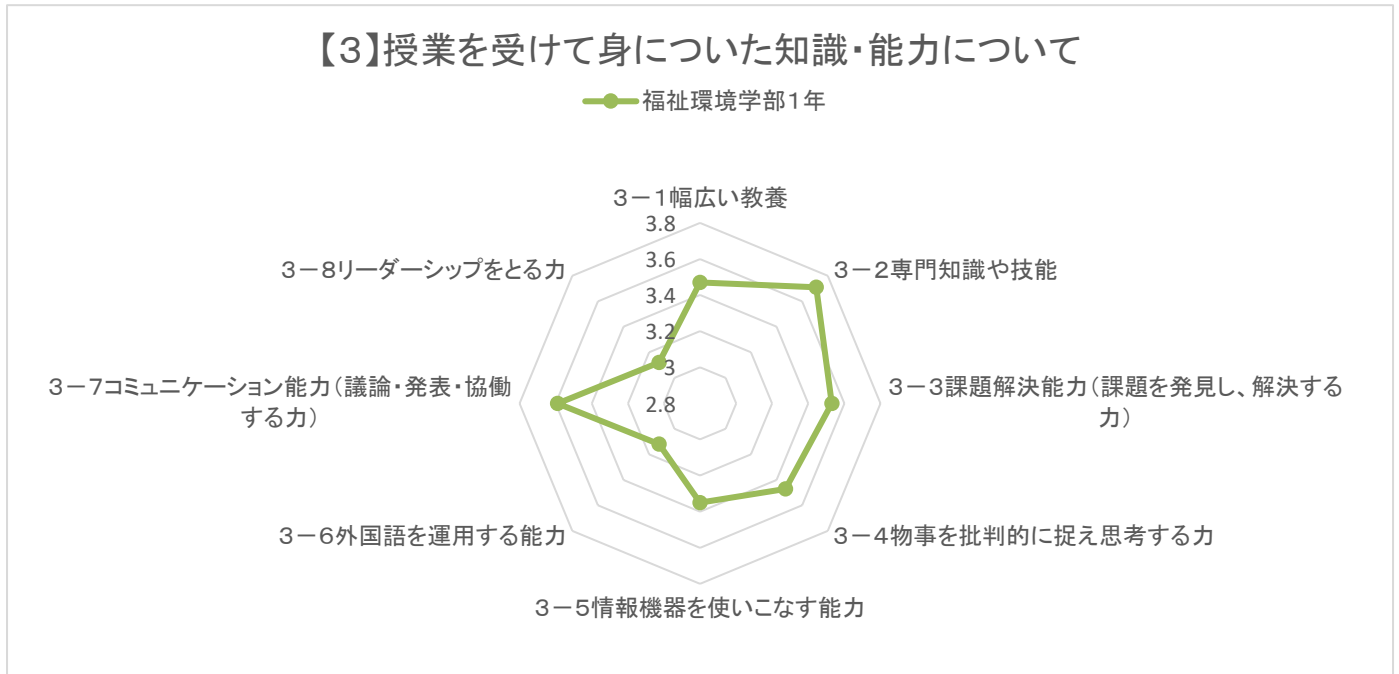 【３】授業を受けて身についた知識・能力について
福祉環境学部１年
３－１幅広い教養
3.8
3.6
3.4
3.2
3
2.8
３－２専門知識や技能
３－３課題解決能力（課題を発見し、解決する
力）
３－４物事を批判的に捉え思考する力
３－５情報機器を使いこなす能力
３－６外国語を運用する能力
３－７コミュニケーション能力（議論・発表・協働
する力）
３－８リーダーシップをとる力